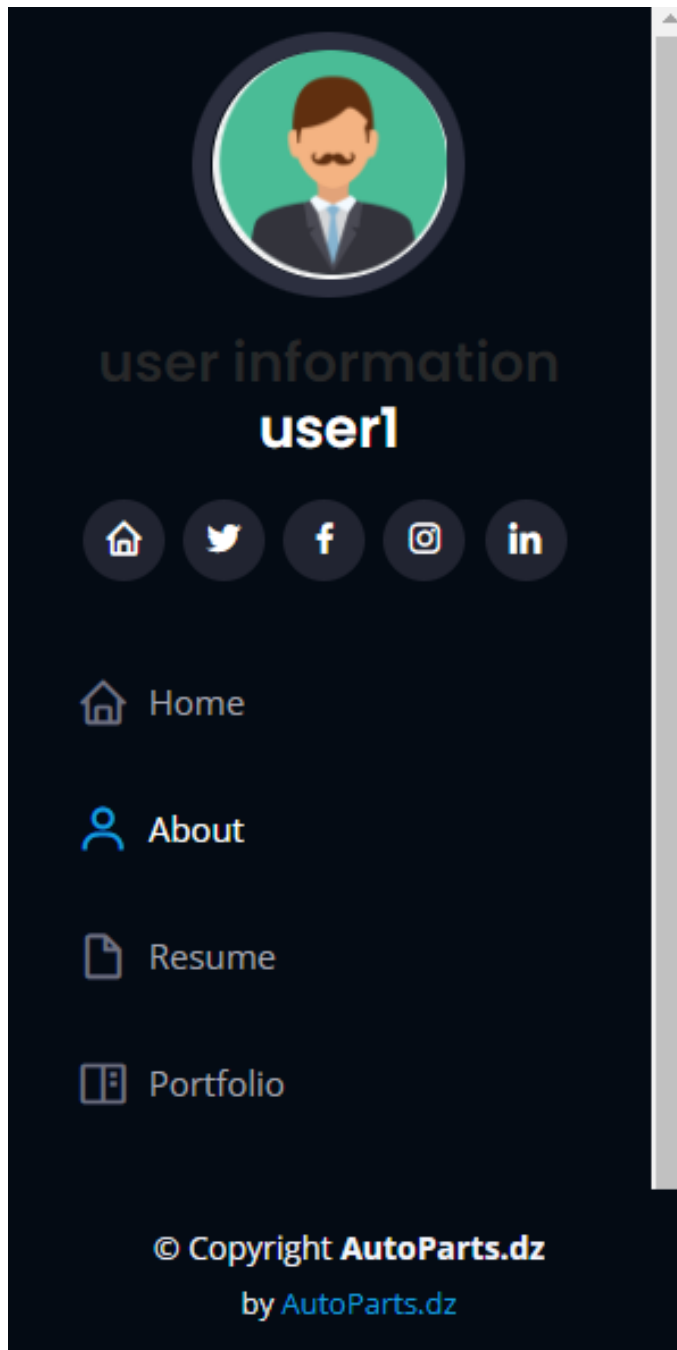 user information
user1
Home
About
Resume
Portfolio
© Copyright AutoParts.dz
by AutoParts.dz